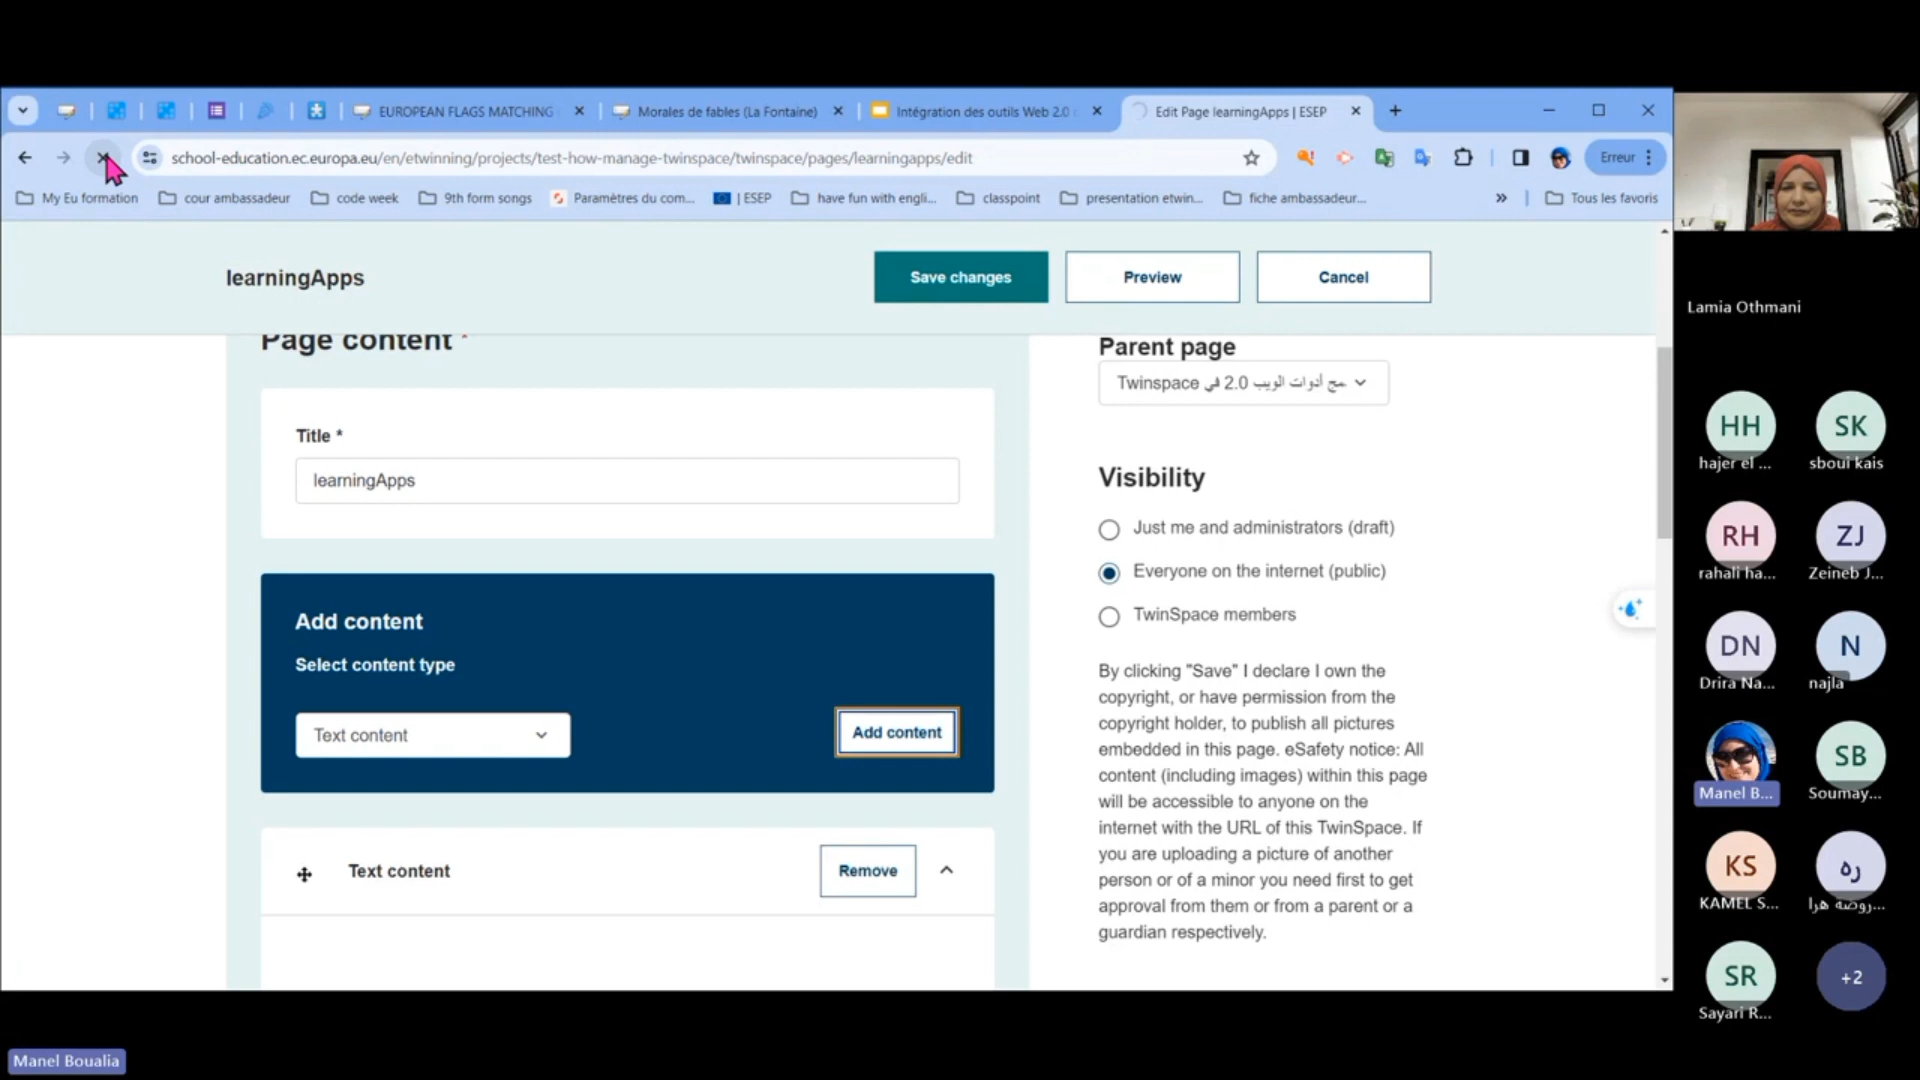 EUROPEAN FLAGS MATCHING
Morales de fables (La Fontaine)
Intégration des outils Web 2.0
Edit Page learningApps | ESEP
school-education.ec.europa.eu/en/etwinning/projects/test-how-manage-twinspace/twinspace/pages/learningapps/edit
Erreur
My Eu formation
cour ambassadeur
code week
9th form songs
Paramètres du com...
| ESEP
have fun with engli...
classpoint
presentation etwin...
fiche ambassadeur...
Tous les favoris
learningApps
Save changes
Preview
Cancel
Page content *
Title *
learningApps
Add content
Select content type
Text content
Add content
Text content
Remove
Parent page
Twinspace مج أدوات الويب 2.0 في
Visibility
Just me and administrators (draft)
Everyone on the internet (public)
TwinSpace members
By clicking "Save" I declare I own the
copyright, or have permission from the
copyright holder, to publish all pictures
embedded in this page. eSafety notice: All
content (including images) within this page
will be accessible to anyone on the
internet with the URL of this TwinSpace. If
you are uploading a picture of another
person or of a minor you need first to get
approval from them or from a parent or a
guardian respectively.
Lamia Othmani
HH
hajer el ...
SK
sboui kais
RH
rahali ha...
ZJ
Zeineb J...
DN
Drira Na...
N
najla
Manel B...
SB
Soumay...
KS
KAMEL S...
ره
روضه هرا...
SR
Sayari R...
+2
Manel Boualia